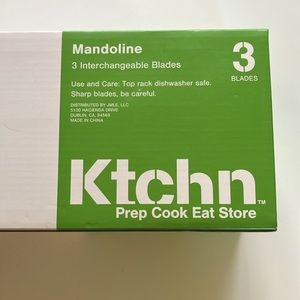 Mandoline
3 Interchangeable Blades
3
BLADES
Use and Care: Top rack dishwasher safe.
Sharp blades, be careful.
DISTRIBUTED BY JMLE, LLC
5130 HACIENDA DRIVE
DUBLIN, CA, 94568
MADE IN CHINA
Ktchn™
Prep Cook Eat Store